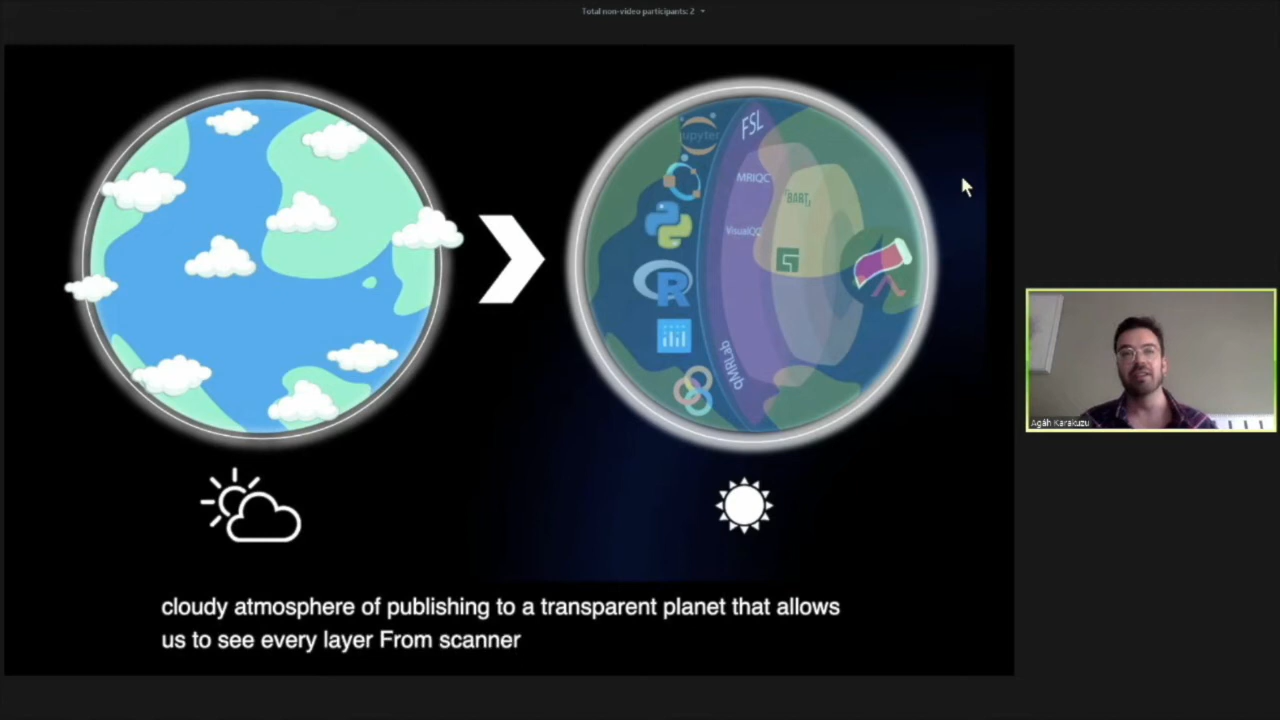 Total non-video participants: 2
jupyter
FSL
MRIQC
BART
VisualQC
R
qMRLab
Agâh Karakuzu
cloudy atmosphere of publishing to a transparent planet that allows
us to see every layer From scanner